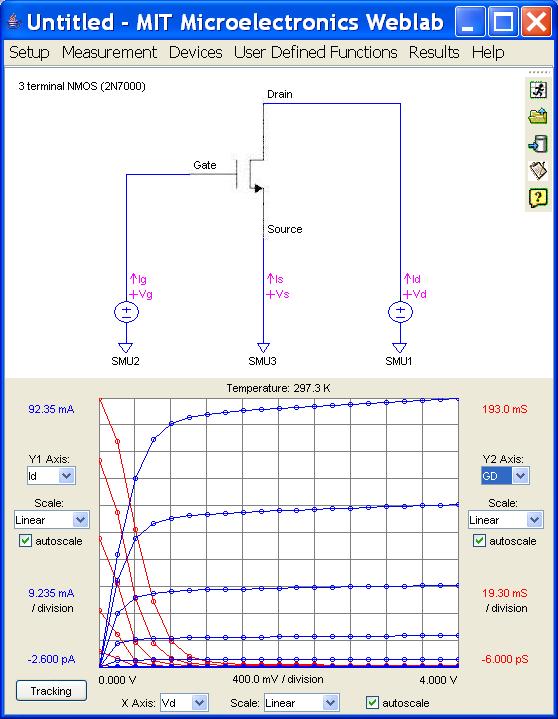 Untitled - MIT Microelectronics Weblab
Setup Measurement Devices User Defined Functions Results Help
3 terminal NMOS (2N7000)
Drain
Gate
Source
↑Ig ↑Is ↑Id
+Vg +Vs +Vd
SMU2 SMU3 SMU1
Temperature: 297.3 K
92.35 mA 193.0 mS
Y1 Axis: Y2 Axis:
Id GD
Scale: Scale:
Linear Linear
autoscale autoscale
9.235 mA 19.30 mS
/ division / division
-2.600 pA -6.000 pS
0.000 V 400.0 mV / division 4.000 V
Tracking
X Axis: Vd Scale: Linear autoscale